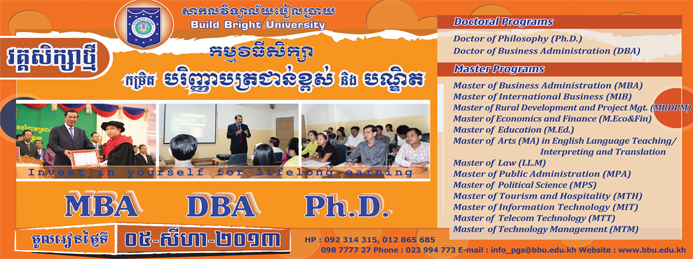 សាកលវិទ្យាល័យបៀលប្រាយ
Build Bright University
វគ្គសិក្សាថ្មី
កម្មវិធីសិក្សា
កម្រិត បរិញ្ញាបត្រជាន់ខ្ពស់ និង បណ្ឌិត
Invest in yourself for lifelong earning
MBA DBA Ph.D.
ចូលរៀនថ្ងៃទី ០៥-សីហា-២០១៣
HP : 092 314 315, 012 865 685
098 7777 27 Phone : 023 994 773 E-mail : info_pgs@bbu.edu.kh Website : www.bbu.edu.kh
Doctoral Programs
Doctor of Philosophy (Ph.D.)
Doctor of Business Administration (DBA)
Master Programs
Master of Business Administration (MBA)
Master of International Business (MIB)
Master of Rural Development and Project Mgt. (MRDPM)
Master of Economics and Finance (M.Eco&Fin)
Master of Education (M.Ed.)
Master of Arts (MA) in English Language Teaching/
Interpreting and Translation
Master of Law (LL.M)
Master of Public Administration (MPA)
Master of Political Science (MPS)
Master of Tourism and Hospitality (MTH)
Master of Information Technology (MIT)
Master of Telecom Technology (MTT)
Master of Technology Management (MTM)